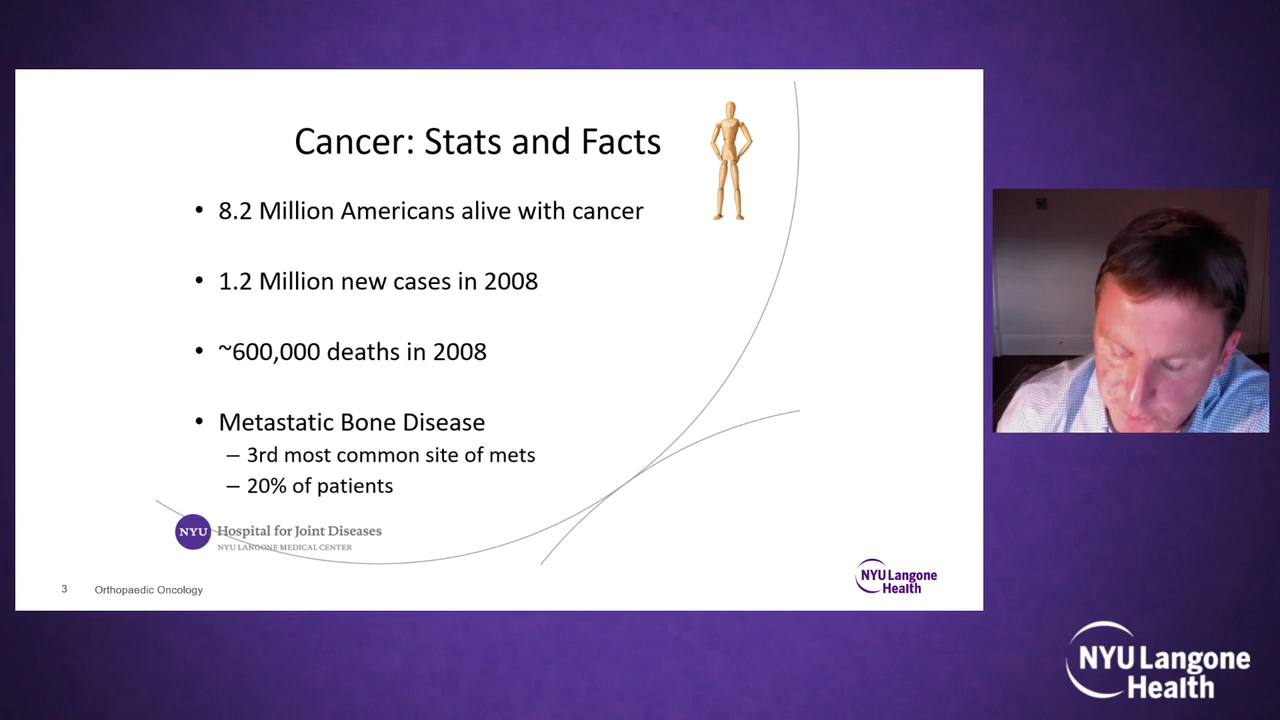 Cancer: Stats and Facts
• 8.2 Million Americans alive with cancer
• 1.2 Million new cases in 2008
• ~600,000 deaths in 2008
• Metastatic Bone Disease
– 3rd most common site of mets
– 20% of patients
NYU Hospital for Joint Diseases
NYU LANGONE MEDICAL CENTER
3 Orthopaedic Oncology
NYU Langone
Health
NYU Langone
Health